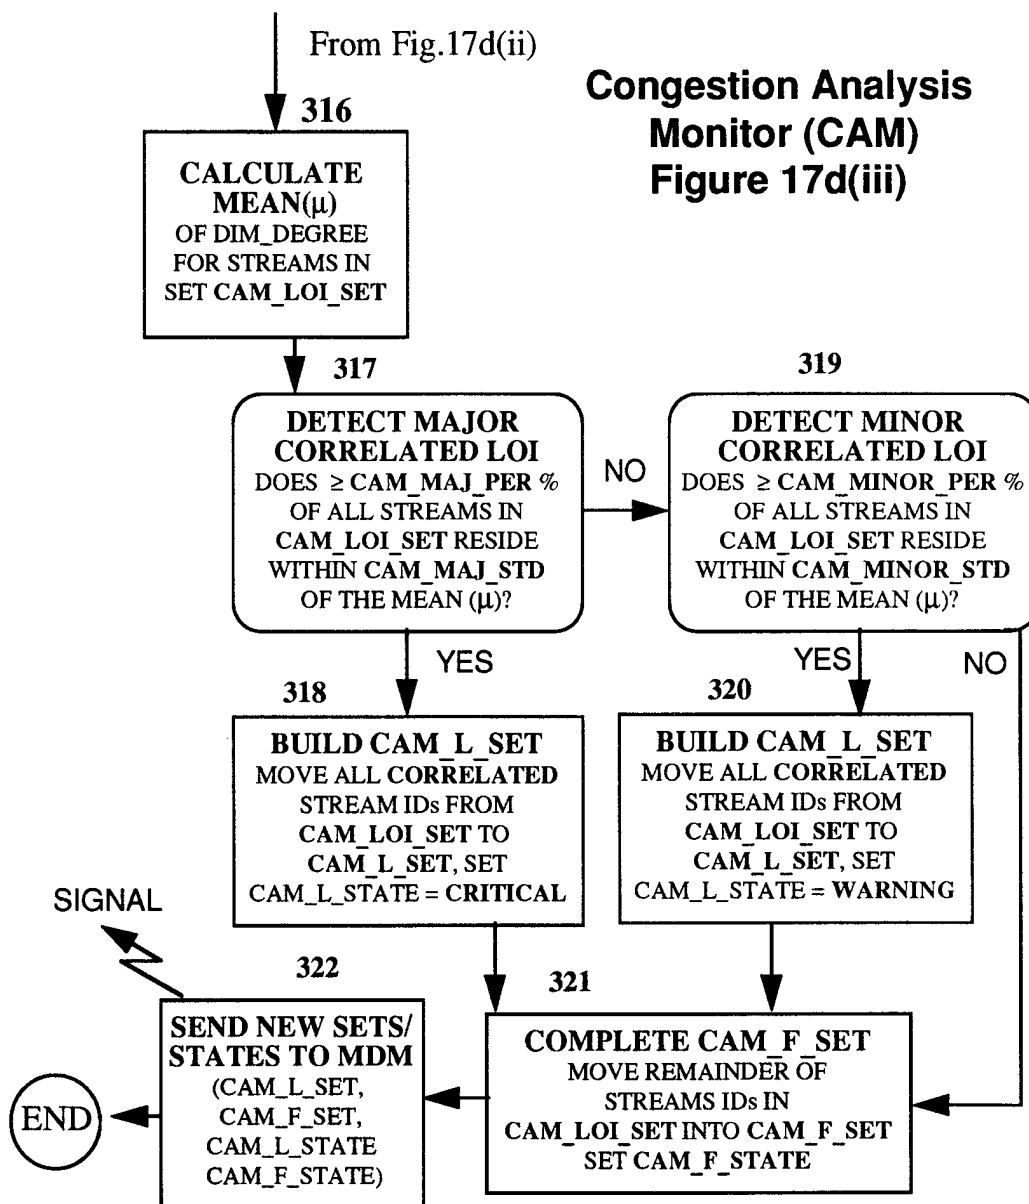 From Fig.17d(ii)
Congestion Analysis
Monitor (CAM)
Figure 17d(iii)
316
CALCULATE
MEAN(µ)
OF DIM_DEGREE
FOR STREAMS IN
SET CAM_LOI_SET
317
DETECT MAJOR
CORRELATED LOI
DOES ≥ CAM_MAJ_PER %
OF ALL STREAMS IN
CAM_LOI_SET RESIDE
WITHIN CAM_MAJ_STD
OF THE MEAN (µ)?
NO
319
DETECT MINOR
CORRELATED LOI
DOES ≥ CAM_MINOR_PER %
OF ALL STREAMS IN
CAM_LOI_SET RESIDE
WITHIN CAM_MINOR_STD
OF THE MEAN (µ)?
YES
YES
NO
318
BUILD CAM_L_SET
MOVE ALL CORRELATED
STREAM IDs FROM
CAM_LOI_SET TO
CAM_L_SET, SET
CAM_L_STATE = CRITICAL
320
BUILD CAM_L_SET
MOVE ALL CORRELATED
STREAM IDs FROM
CAM_LOI_SET TO
CAM_L_SET, SET
CAM_L_STATE = WARNING
SIGNAL
322
SEND NEW SETS/
STATES TO MDM
(CAM_L_SET,
CAM_F_SET,
CAM_L_STATE
CAM_F_STATE)
321
COMPLETE CAM_F_SET
MOVE REMAINDER OF
STREAMS IDs IN
CAM_LOI_SET INTO CAM_F_SET
SET CAM_F_STATE
END